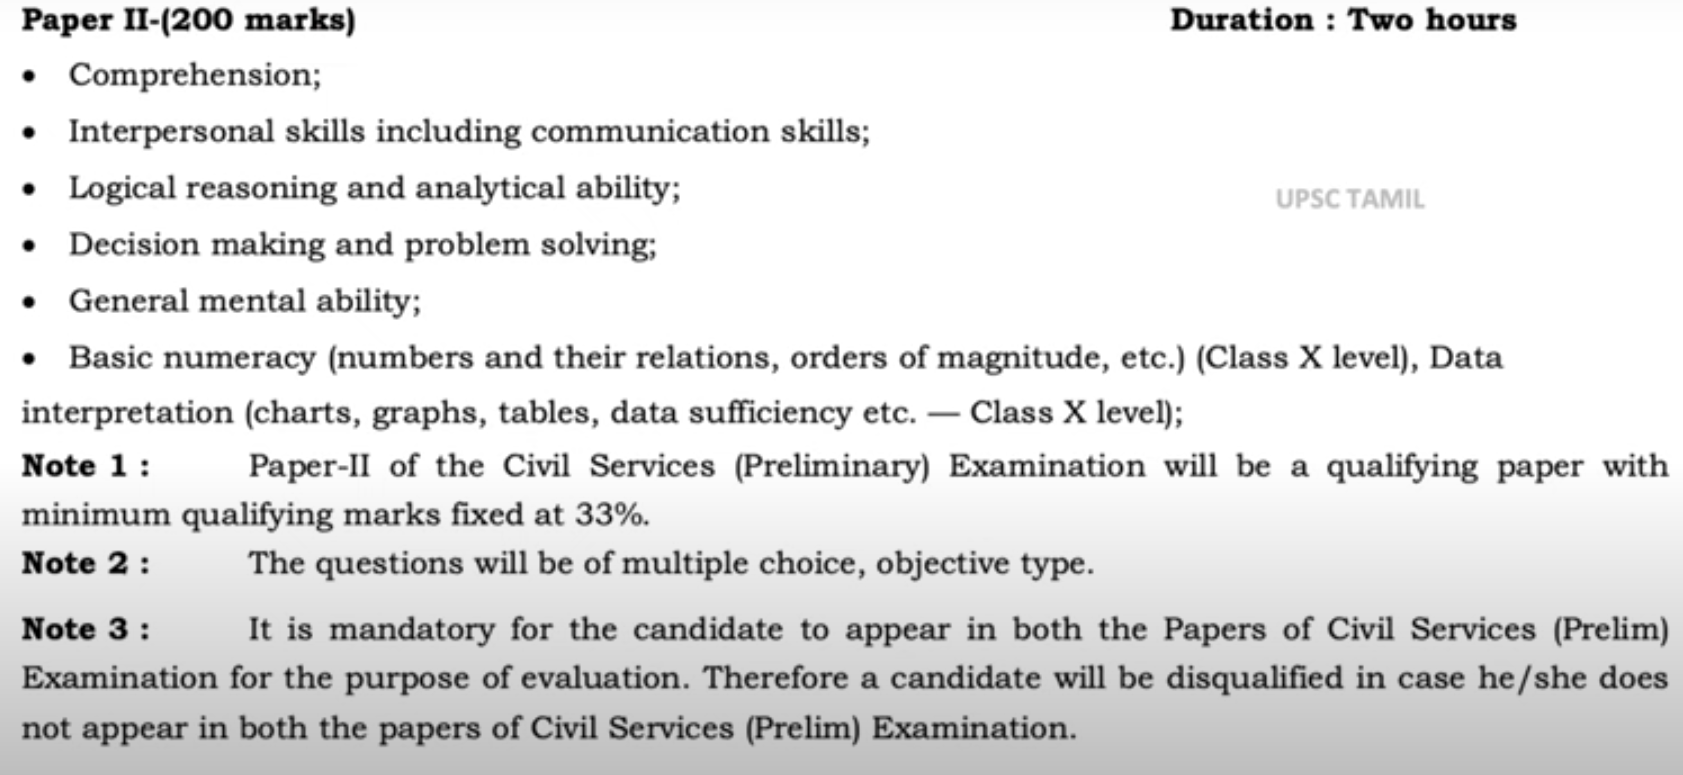 Paper II-(200 marks) Duration : Two hours
• Comprehension;
• Interpersonal skills including communication skills;
• Logical reasoning and analytical ability;
UPSC TAMIL
• Decision making and problem solving;
• General mental ability;
• Basic numeracy (numbers and their relations, orders of magnitude, etc.) (Class X level), Data
interpretation (charts, graphs, tables, data sufficiency etc. — Class X level);
Note 1 : Paper-II of the Civil Services (Preliminary) Examination will be a qualifying paper with
minimum qualifying marks fixed at 33%.
Note 2 : The questions will be of multiple choice, objective type.
Note 3 : It is mandatory for the candidate to appear in both the Papers of Civil Services (Prelim)
Examination for the purpose of evaluation. Therefore a candidate will be disqualified in case he/she does
not appear in both the papers of Civil Services (Prelim) Examination.